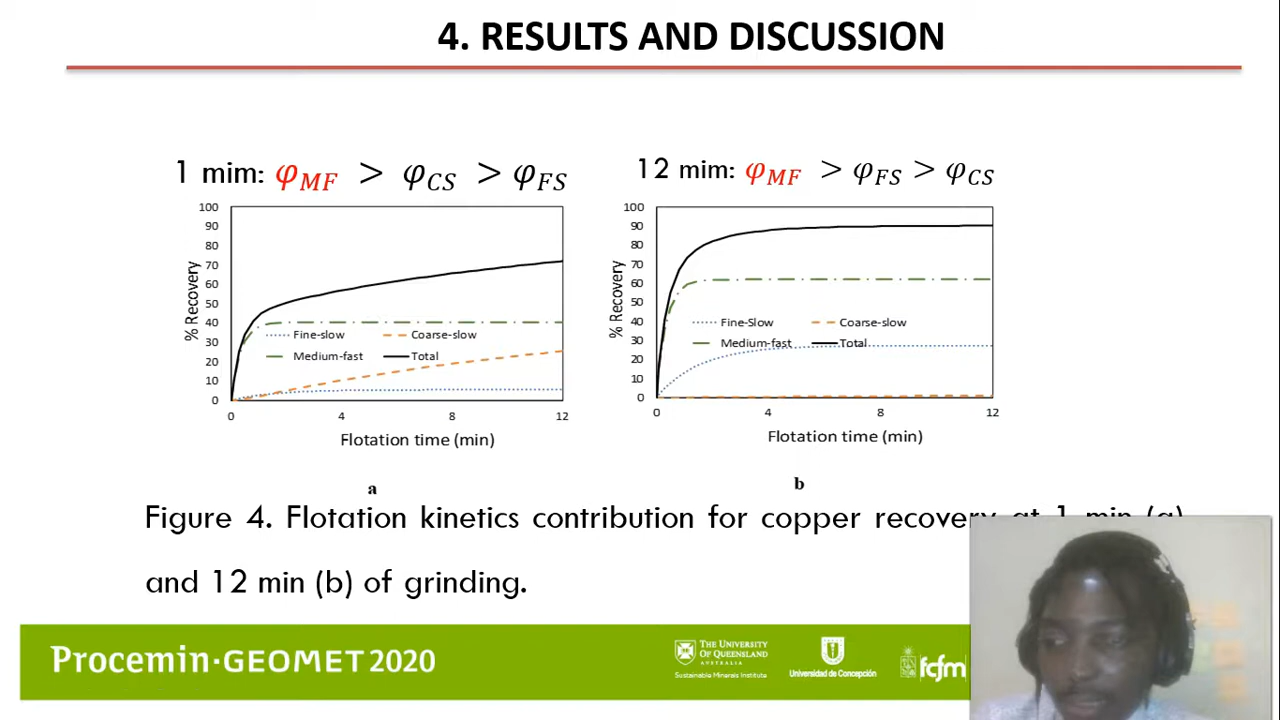 4. RESULTS AND DISCUSSION
1 mim: φMF > φCS > φFS
12 mim: φMF > φFS > φCS
100
90
80
70
60
50
40
30
20
10
0
% Recovery
Fine-slow
Coarse-slow
Medium-fast
Total
0
4
8
12
Flotation time (min)
a
100
90
80
70
60
50
40
30
20
10
0
% Recovery
Fine-Slow
Coarse-slow
Medium-fast
Total
0
4
8
12
Flotation time (min)
b
Figure 4. Flotation kinetics contribution for copper recovery at 1 min (a)
and 12 min (b) of grinding.
Procemin·GEOMET 2020
THE UNIVERSITY
OF QUEENSLAND
AUSTRALIA
Sustainable Minerals Institute
Universidad de Concepción
fcfm